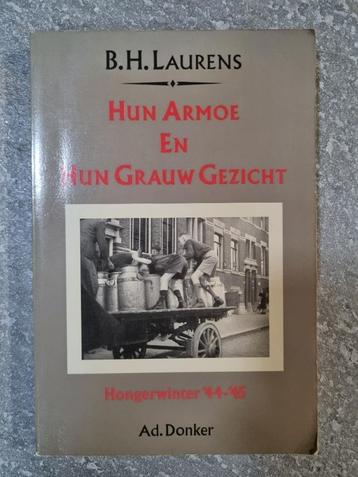 B.H. LAURENS
HUN ARMOE
EN
HUN GRAUW GEZICHT
Hongerwinter '44-'45
Ad. Donker